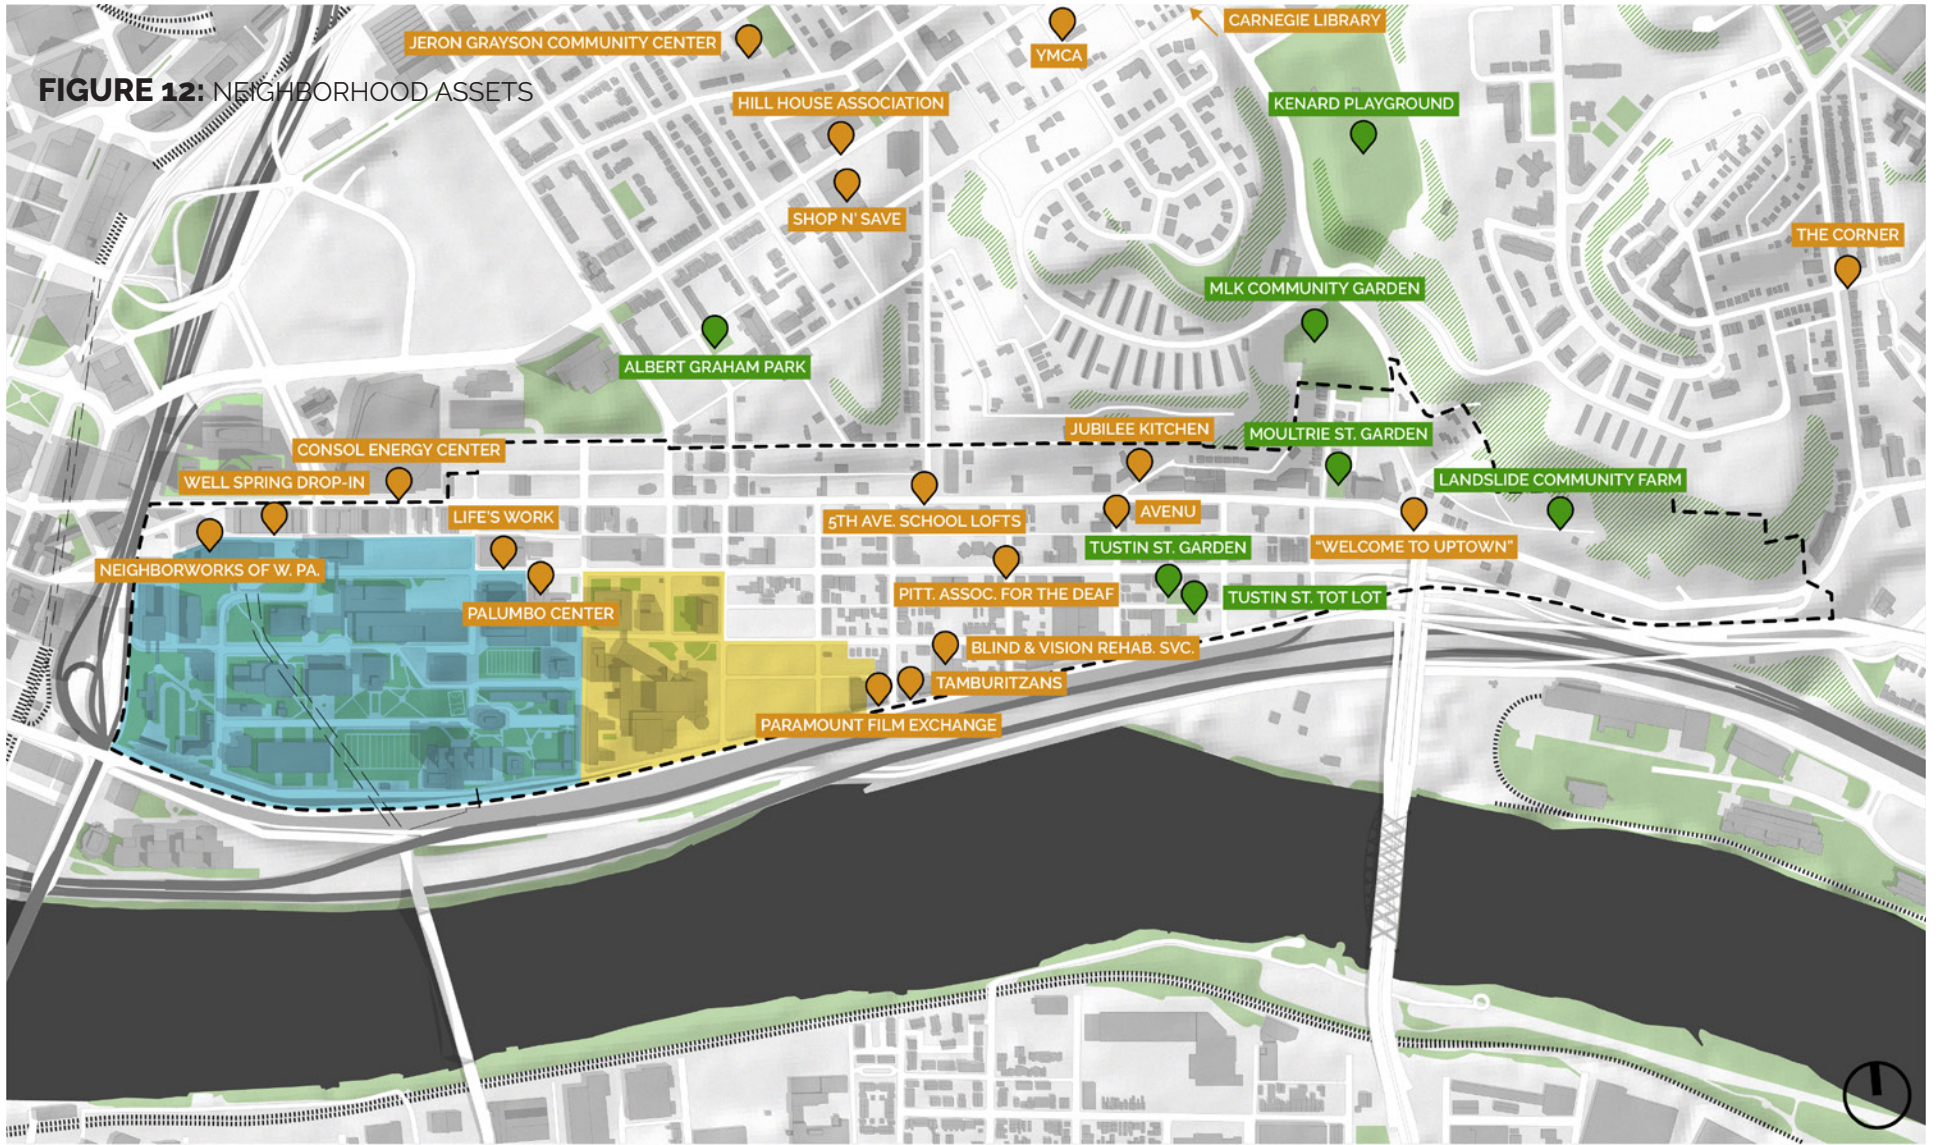 CARNEGIE LIBRARY
JERON GRAYSON COMMUNITY CENTER
YMCA
FIGURE 12: NEIGHBORHOOD ASSETS
HILL HOUSE ASSOCIATION
KENARD PLAYGROUND
SHOP N' SAVE
THE CORNER
MLK COMMUNITY GARDEN
ALBERT GRAHAM PARK
JUBILEE KITCHEN
MOULTRIE ST. GARDEN
CONSOL ENERGY CENTER
WELL SPRING DROP-IN
LANDSLIDE COMMUNITY FARM
LIFE'S WORK
5TH AVE. SCHOOL LOFTS
AVENU
TUSTIN ST. GARDEN
"WELCOME TO UPTOWN"
NEIGHBORWORKS OF W. PA.
PITT. ASSOC. FOR THE DEAF
TUSTIN ST. TOT LOT
PALUMBO CENTER
BLIND & VISION REHAB. SVC.
TAMBURITZANS
PARAMOUNT FILM EXCHANGE